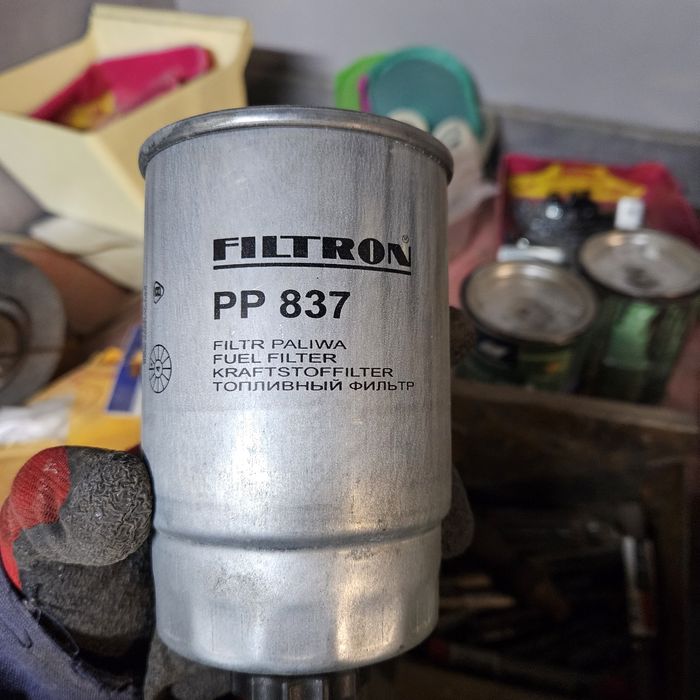 FILTRON®
PP 837
FILTR PALIWA
FUEL FILTER
KRAFTSTOFFILTER
ТОПЛИВНЫЙ ФИЛЬТР